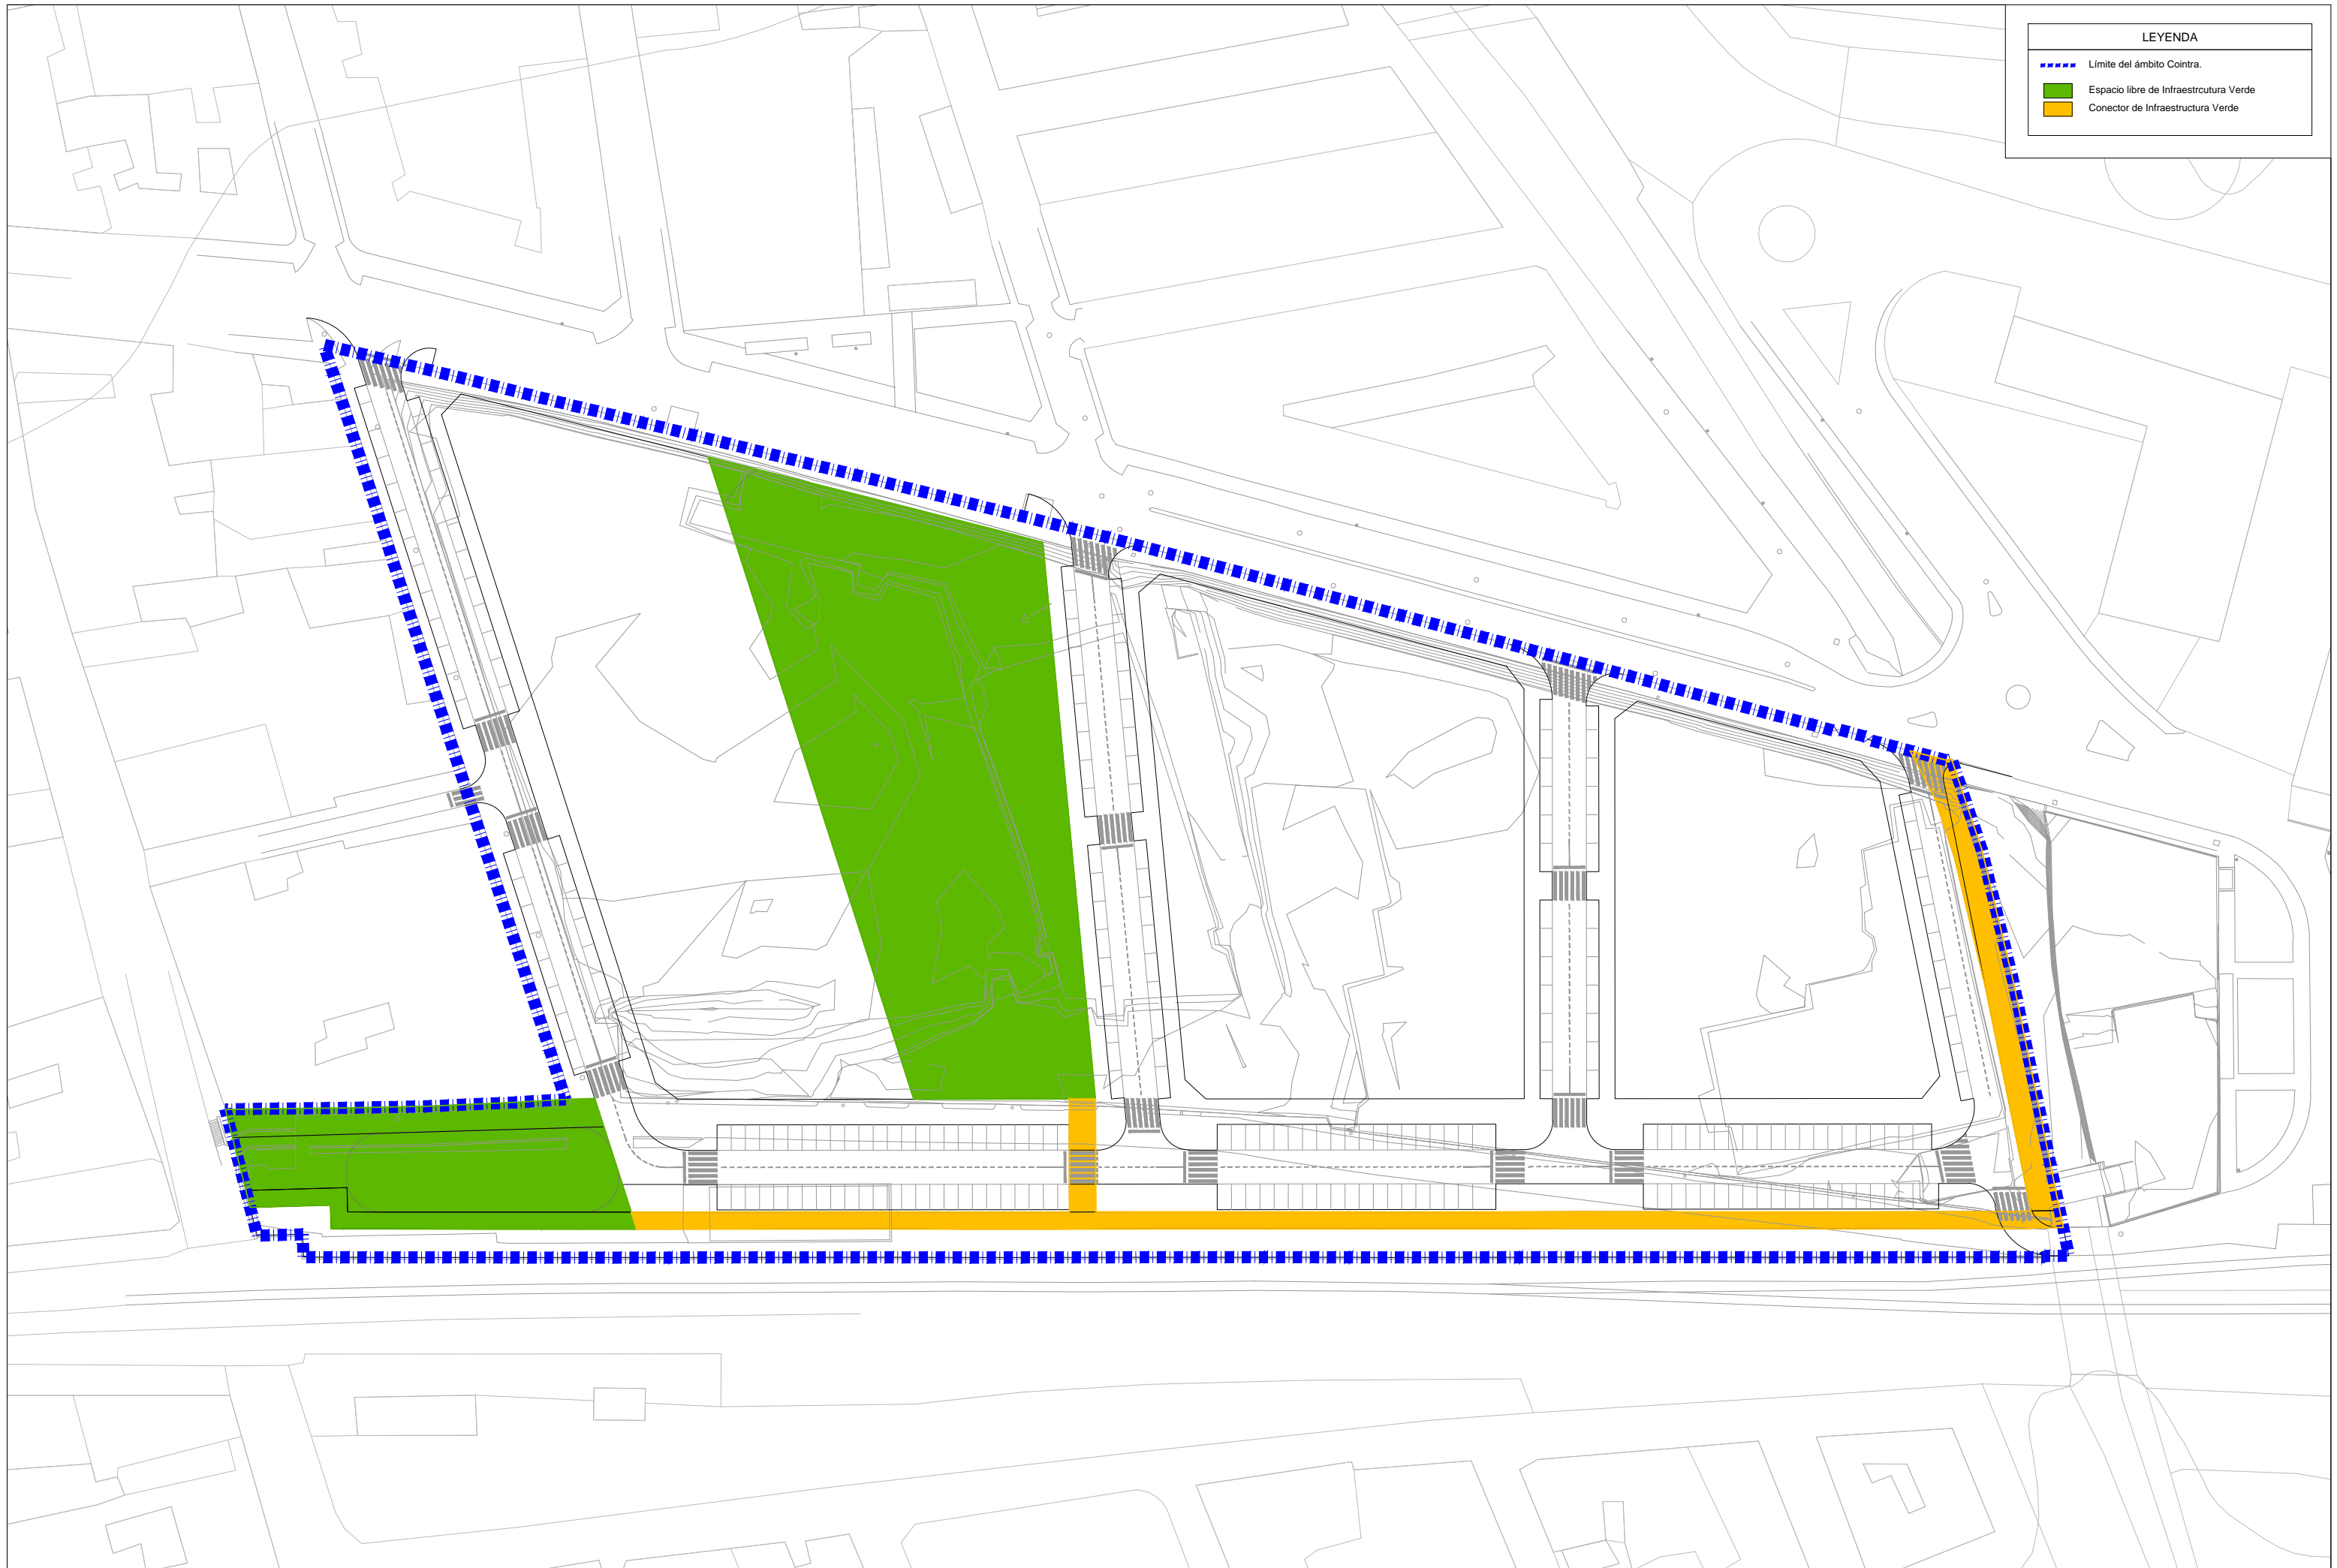 LEYENDA
Límite del ámbito Cointra.
Espacio libre de Infraestrcutura Verde
Conector de Infraestructura Verde